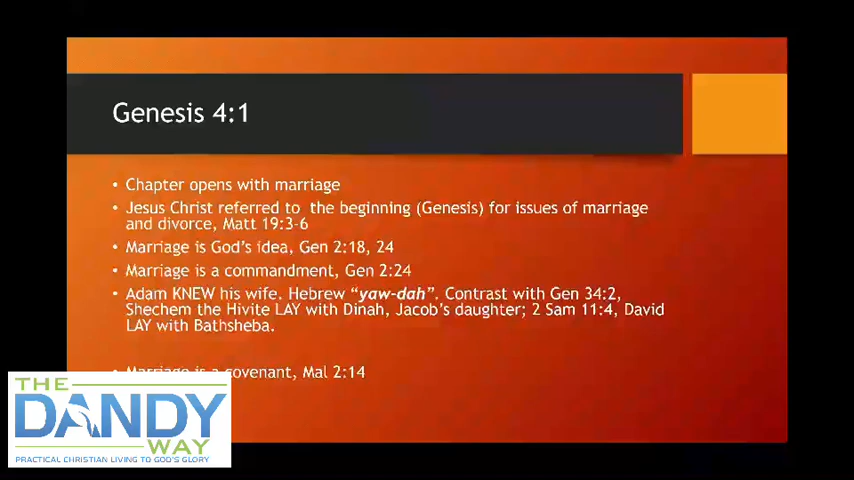 Genesis 4:1
• Chapter opens with marriage
• Jesus Christ referred to  the beginning (Genesis) for issues of marriage
and divorce, Matt 19:3-6
• Marriage is God's idea, Gen 2:18, 24
• Marriage is a commandment, Gen 2:24
• Adam KNEW his wife. Hebrew "yaw-dah". Contrast with Gen 34:2,
Shechem the Hivite LAY with Dinah, Jacob's daughter; 2 Sam 11:4, David
LAY with Bathsheba.
• Marriage is a covenant, Mal 2:14
THE
DANDY
WAY
PRACTICAL CHRISTIAN LIVING TO GOD'S GLORY